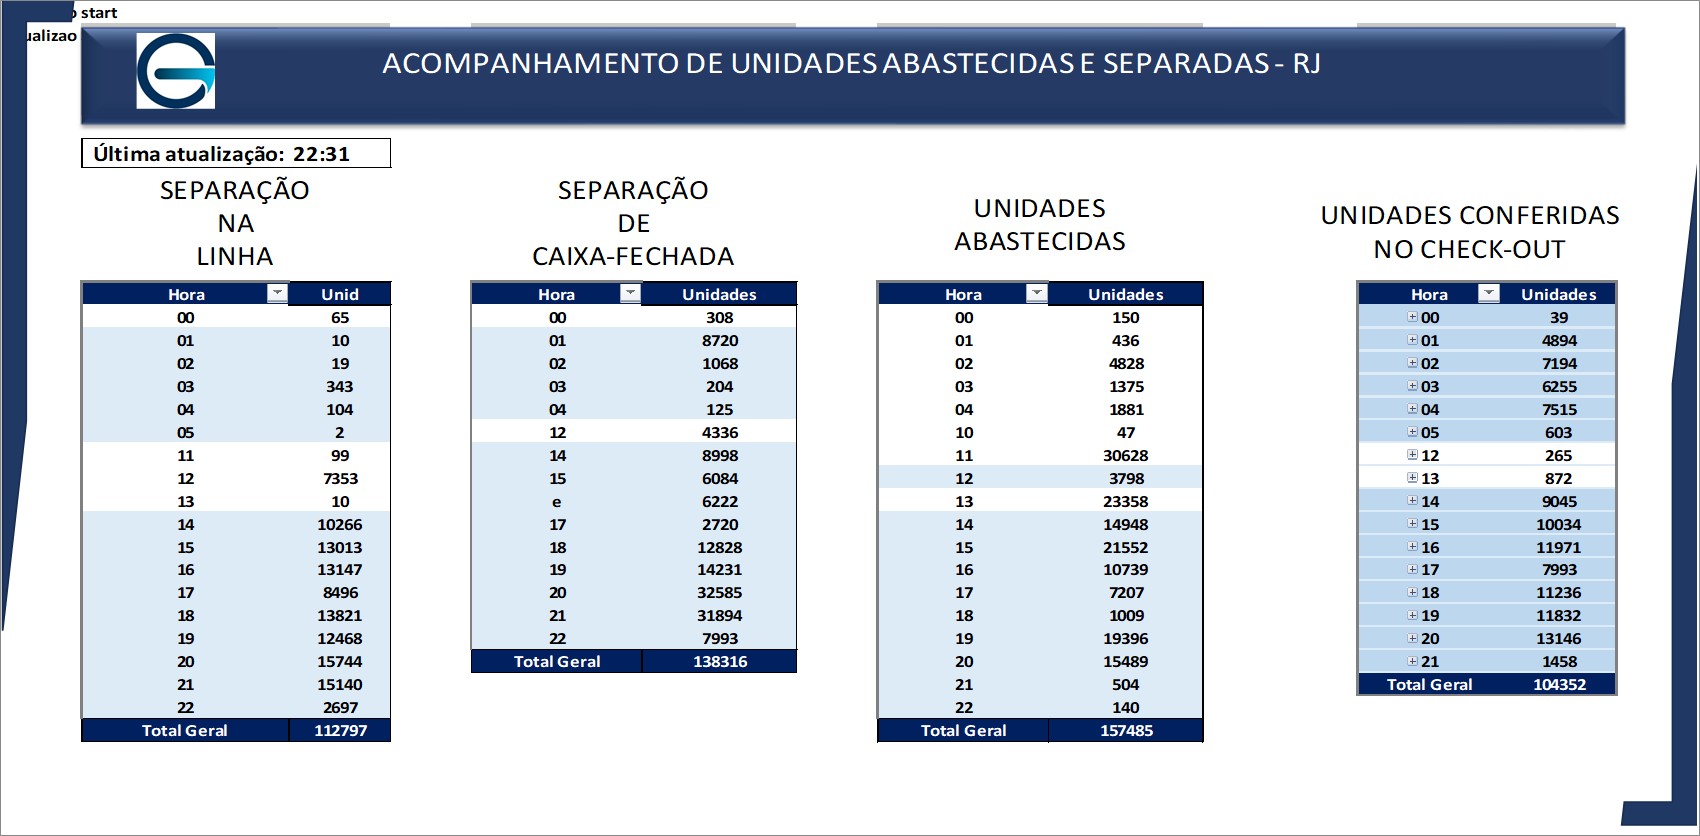 o start
ualizao
ACOMPANHAMENTO DE UNIDADES ABASTECIDAS E SEPARADAS - RJ
Última atualização: 22:31
SEPARAÇÃO
NA
LINHA
Hora Unid
00 65
01 10
02 19
03 343
04 104
05 2
11 99
12 7353
13 10
14 10266
15 13013
16 13147
17 8496
18 13821
19 12468
20 15744
21 15140
22 2697
Total Geral 112797
SEPARAÇÃO
DE
CAIXA-FECHADA
Hora Unidades
00 308
01 8720
02 1068
03 204
04 125
12 4336
14 8998
15 6084
e 6222
17 2720
18 12828
19 14231
20 32585
21 31894
22 7993
Total Geral 138316
UNIDADES
ABASTECIDAS
Hora Unidades
00 150
01 436
02 4828
03 1375
04 1881
10 47
11 30628
12 3798
13 23358
14 14948
15 21552
16 10739
17 7207
18 1009
19 19396
20 15489
21 504
22 140
Total Geral 157485
UNIDADES CONFERIDAS
NO CHECK-OUT
Hora Unidades
00 39
01 4894
02 7194
03 6255
04 7515
05 603
12 265
13 872
14 9045
15 10034
16 11971
17 7993
18 11236
19 11832
20 13146
21 1458
Total Geral 104352